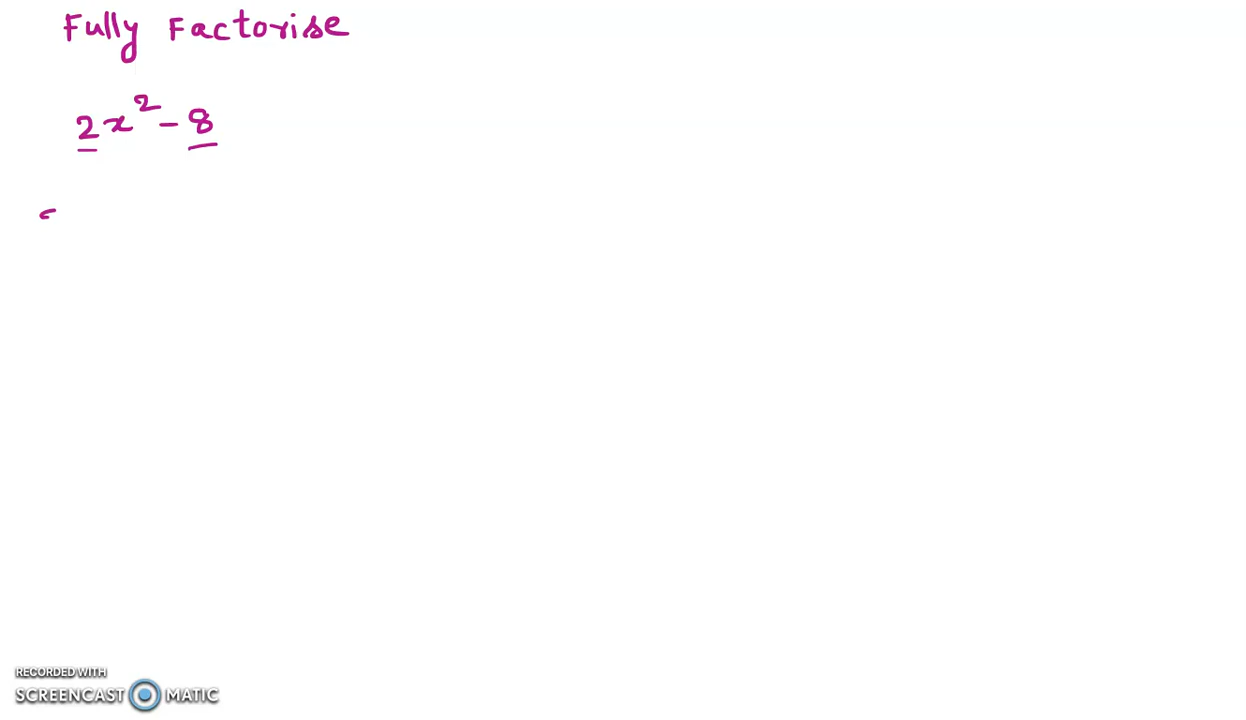 Fully Factorise
2x² - 8
RECORDED WITH
SCREENCAST MATIC